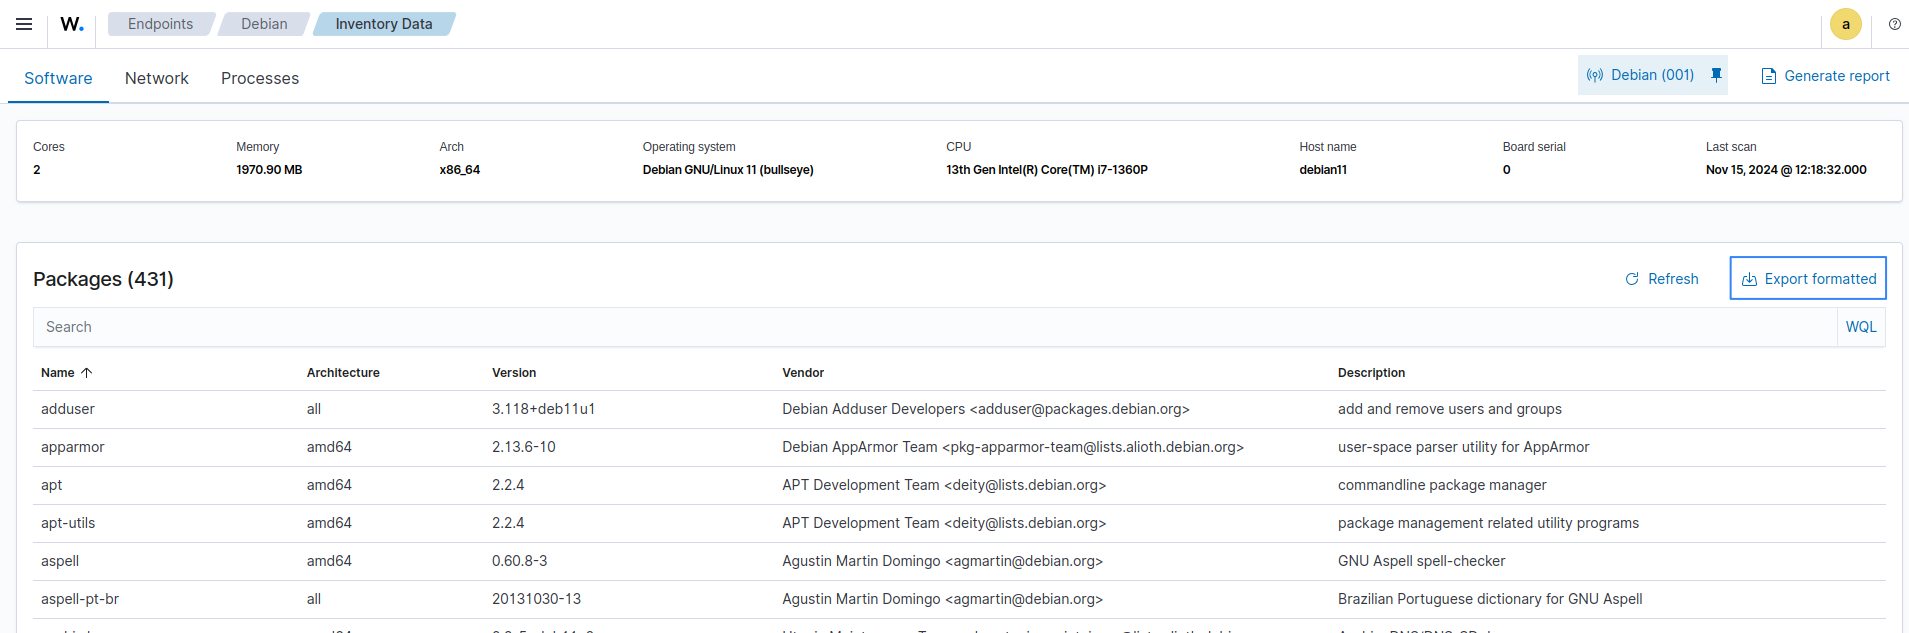 W. Endpoints Debian Inventory Data a
Software Network Processes Debian (001) Generate report
Cores Memory Arch Operating system CPU Host name Board serial Last scan
2 1970.90 MB x86_64 Debian GNU/Linux 11 (bullseye) 13th Gen Intel(R) Core(TM) i7-1360P debian11 0 Nov 15, 2024 @ 12:18:32.000
Packages (431) Refresh Export formatted
Search WQL
Name Architecture Version Vendor Description
adduser all 3.118+deb11u1 Debian Adduser Developers <adduser@packages.debian.org> add and remove users and groups
apparmor amd64 2.13.6-10 Debian AppArmor Team <pkg-apparmor-team@lists.alioth.debian.org> user-space parser utility for AppArmor
apt amd64 2.2.4 APT Development Team <deity@lists.debian.org> commandline package manager
apt-utils amd64 2.2.4 APT Development Team <deity@lists.debian.org> package management related utility programs
aspell amd64 0.60.8-3 Agustin Martin Domingo <agmartin@debian.org> GNU Aspell spell-checker
aspell-pt-br all 20131030-13 Agustin Martin Domingo <agmartin@debian.org> Brazilian Portuguese dictionary for GNU Aspell